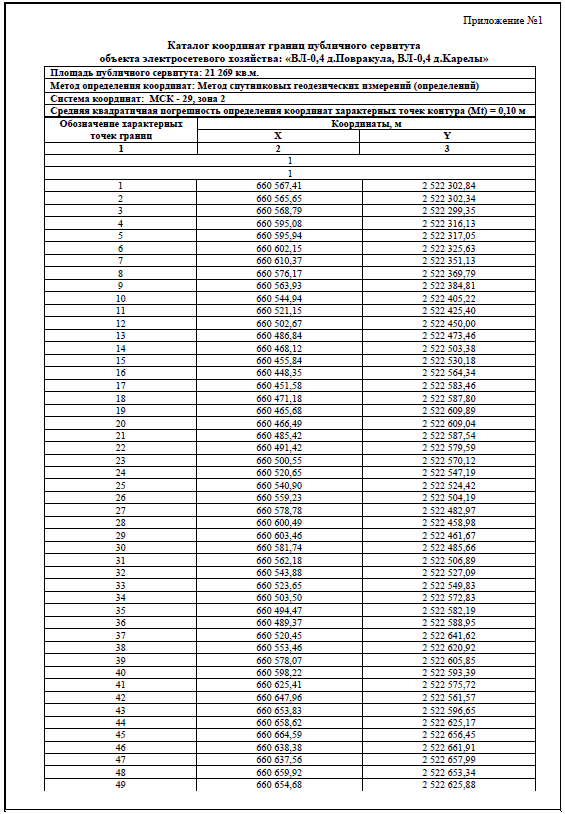 Приложение №1
Каталог координат границ публичного сервитута
объекта электросетевого хозяйства: «ВЛ-0,4 д.Повракула, ВЛ-0,4 д.Карелы»
Площадь публичного сервитута: 21 269 кв.м.
Метод определения координат: Метод спутниковых геодезических измерений (определений)
Система координат: МСК - 29, зона 2
Средняя квадратичная погрешность определения координат характерных точек контура (Mt) = 0,10 м
Обозначение характерных точек границ Координаты, м
X Y
1 2 3
1
1
1 660 567,41 2 522 302,84
2 660 565,65 2 522 302,34
3 660 568,79 2 522 299,35
4 660 595,08 2 522 316,13
5 660 595,94 2 522 317,05
6 660 602,15 2 522 325,63
7 660 610,37 2 522 351,13
8 660 576,17 2 522 369,79
9 660 563,93 2 522 384,81
10 660 544,94 2 522 405,22
11 660 521,15 2 522 425,40
12 660 502,67 2 522 450,00
13 660 486,84 2 522 473,46
14 660 468,12 2 522 503,38
15 660 455,84 2 522 530,18
16 660 448,35 2 522 564,34
17 660 451,58 2 522 583,46
18 660 471,18 2 522 587,80
19 660 465,68 2 522 609,89
20 660 466,49 2 522 609,04
21 660 485,42 2 522 587,54
22 660 491,42 2 522 579,59
23 660 500,55 2 522 570,12
24 660 520,65 2 522 547,19
25 660 540,90 2 522 524,42
26 660 559,23 2 522 504,19
27 660 578,78 2 522 482,97
28 660 600,49 2 522 458,98
29 660 603,46 2 522 461,67
30 660 581,74 2 522 485,66
31 660 562,18 2 522 506,89
32 660 543,88 2 522 527,09
33 660 523,65 2 522 549,83
34 660 503,50 2 522 572,83
35 660 494,47 2 522 582,19
36 660 489,37 2 522 588,95
37 660 520,45 2 522 641,62
38 660 553,46 2 522 620,92
39 660 578,07 2 522 605,85
40 660 598,22 2 522 593,39
41 660 625,41 2 522 575,72
42 660 647,96 2 522 561,57
43 660 653,83 2 522 596,65
44 660 658,62 2 522 625,17
45 660 664,59 2 522 656,45
46 660 638,38 2 522 661,91
47 660 637,56 2 522 657,99
48 660 659,92 2 522 653,34
49 660 654,68 2 522 625,88